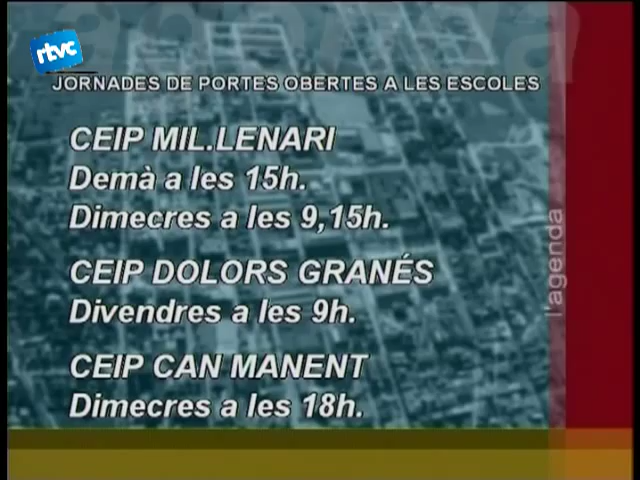 rtvc
JORNADES DE PORTES OBERTES A LES ESCOLES
CEIP MIL.LENARI
Demà a les 15h.
Dimecres a les 9,15h.
CEIP DOLORS GRANÉS
Divendres a les 9h.
CEIP CAN MANENT
Dimecres a les 18h.
l'agenda